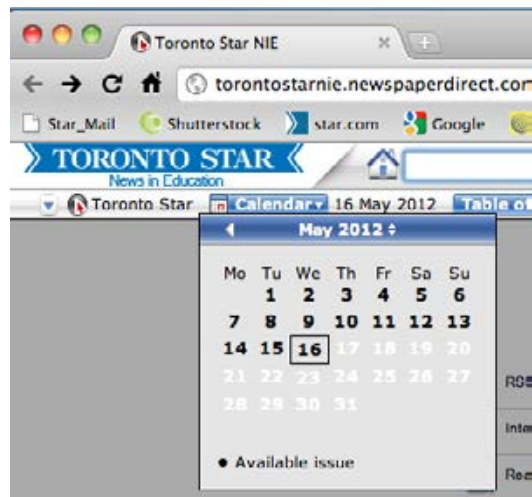 Toronto Star NIE
torontostarnie.newspaperdirect.com
Star_Mail Shutterstock star.com Google
TORONTO STAR
News in Education
Toronto Star Calendar 16 May 2012 Table of
May 2012
Mo Tu We Th Fr Sa Su
1 2 3 4 5 6
7 8 9 10 11 12 13
14 15 16 17 18 19 20
21 22 23 24 25 26 27
28 29 30 31
RSS
Inter
• Available issue